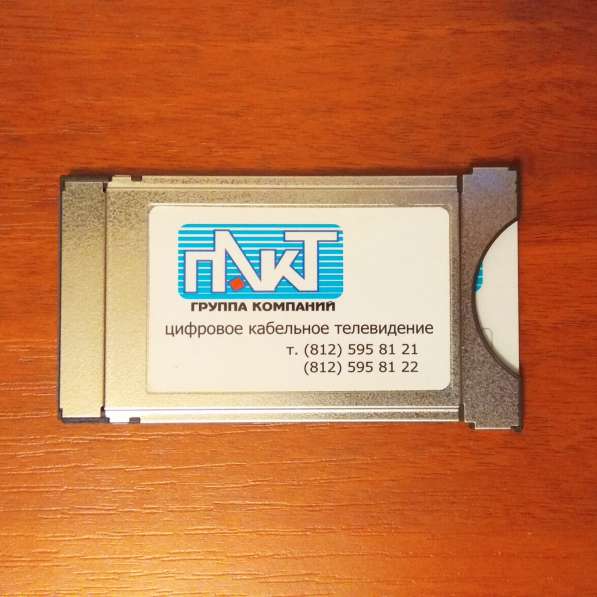 ПАКТ
ГРУППА КОМПАНИЙ
цифровое кабельное телевидение
т. (812) 595 81 21
(812) 595 81 22